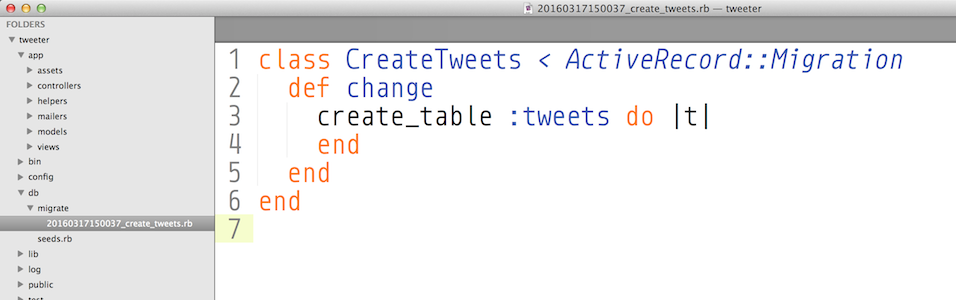 20160317150037_create_tweets.rb — tweeter
FOLDERS
tweeter
app
assets
controllers
helpers
mailers
models
views
bin
config
db
migrate
20160317150037_create_tweets.rb
seeds.rb
lib
log
public
test
1 class CreateTweets < ActiveRecord::Migration
2 def change
3 create_table :tweets do |t|
4 end
5 end
6 end
7